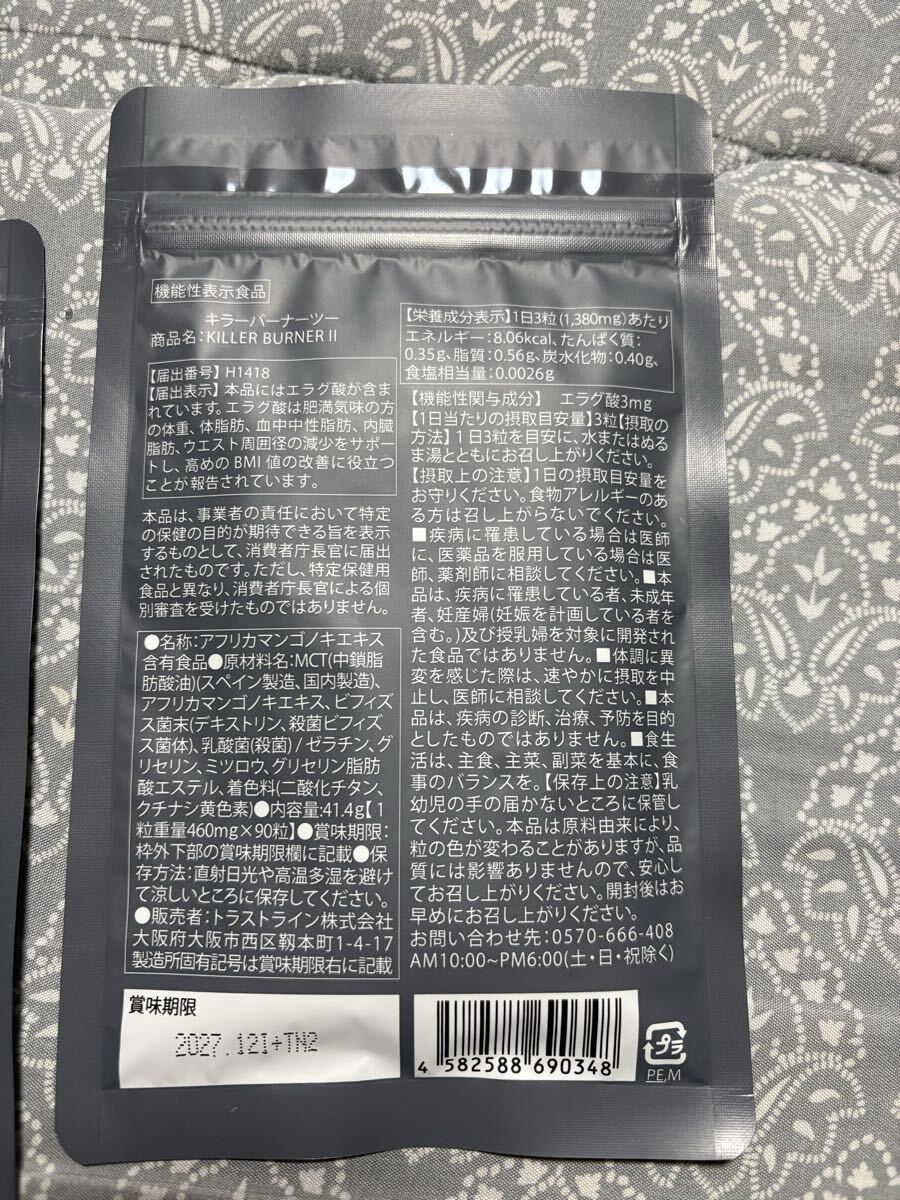 機能性表示食品
キラーバーナーツー
商品名:KILLER BURNER II
【届出番号】H1418
【届出表示】本品にはエラグ酸が含ま
れています。エラグ酸は肥満気味の方
の体重、体脂肪、血中中性脂肪、内臓
脂肪、ウエスト周囲径の減少をサポー
トし、高めのBMI値の改善に役立つ
ことが報告されています。
本品は、事業者の責任において特定
の保健の目的が期待できる旨を表示
するものとして、消費者庁長官に届出
されたものです。ただし、特定保健用
食品と異なり、消費者庁長官による個
別審査を受けたものではありません。
●名称:アフリカマンゴノキエキス
含有食品●原材料名:MCT(中鎖脂
肪酸油)(スペイン製造、国内製造)、
アフリカマンゴノキエキス、ビフィズ
ス菌末(デキストリン、殺菌ビフィズ
ス菌体)、乳酸菌(殺菌)/ゼラチン、グ
リセリン、ミツロウ、グリセリン脂肪
酸エステル、着色料(二酸化チタン、
クチナシ黄色素)●内容量:41.4g【1
粒重量460mg×90粒】●賞味期限:
枠外下部の賞味期限欄に記載●保
存方法:直射日光や高温多湿を避け
て涼しいところに保存してください。
●販売者:トラストライン株式会社
大阪府大阪市西区靱本町1-4-17
製造所固有記号は賞味期限右に記載
賞味期限
2027.12I+TN2
【栄養成分表示】1日3粒(1,380mg)あたり
エネルギー:8.06kcal、たんぱく質:
0.35g、脂質:0.56g、炭水化物:0.40g、
食塩相当量:0.0026g
【機能性関与成分】 エラグ酸3mg
【1日当たりの摂取目安量】3粒【摂取の
方法】1日3粒を目安に、水またはぬる
ま湯とともにお召し上がりください。
【摂取上の注意】1日の摂取目安量を
お守りください。食物アレルギーのあ
る方は召し上がらないでください。
■疾病に罹患している場合は医師
に、医薬品を服用している場合は医
師、薬剤師に相談してください。■本
品は、疾病に罹患している者、未成年
者、妊産婦(妊娠を計画している者を
含む。)及び授乳婦を対象に開発され
た食品ではありません。■体調に異
変を感じた際は、速やかに摂取を中
止し、医師に相談してください。■本
品は、疾病の診断、治療、予防を目的
としたものではありません。■食生
活は、主食、主菜、副菜を基本に、食
事のバランスを。【保存上の注意】乳
幼児の手の届かないところに保管し
てください。本品は原料由来により、
粒の色が変わることがありますが、品
質には影響ありませんので、安心し
てお召し上がりください。開封後はお
早めにお召し上がりください。
お問い合わせ先:0570-666-408
AM10:00~PM6:00(土・日・祝除く)
4 582588 690348
プラ
PE,M